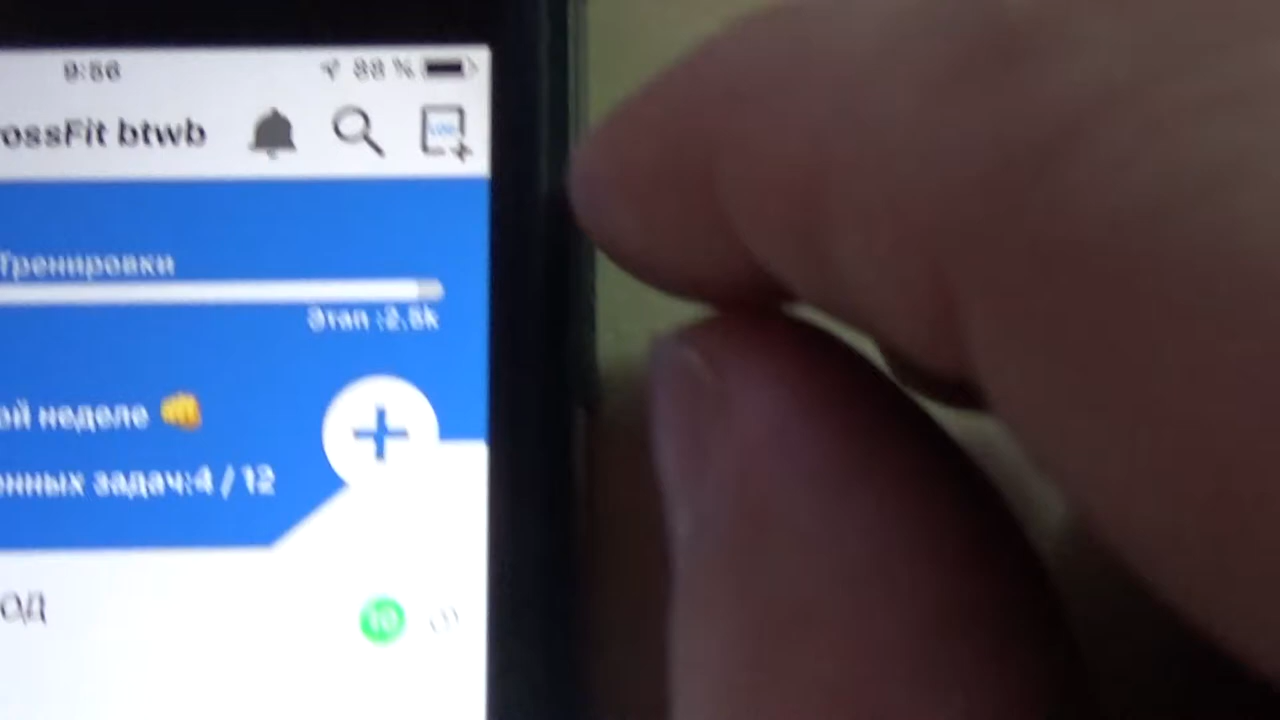 9:56 88 %
ossFit btwb
Тренировки
Этап :2.5k
ой неделе
енных задач:4 / 12
ОД
10